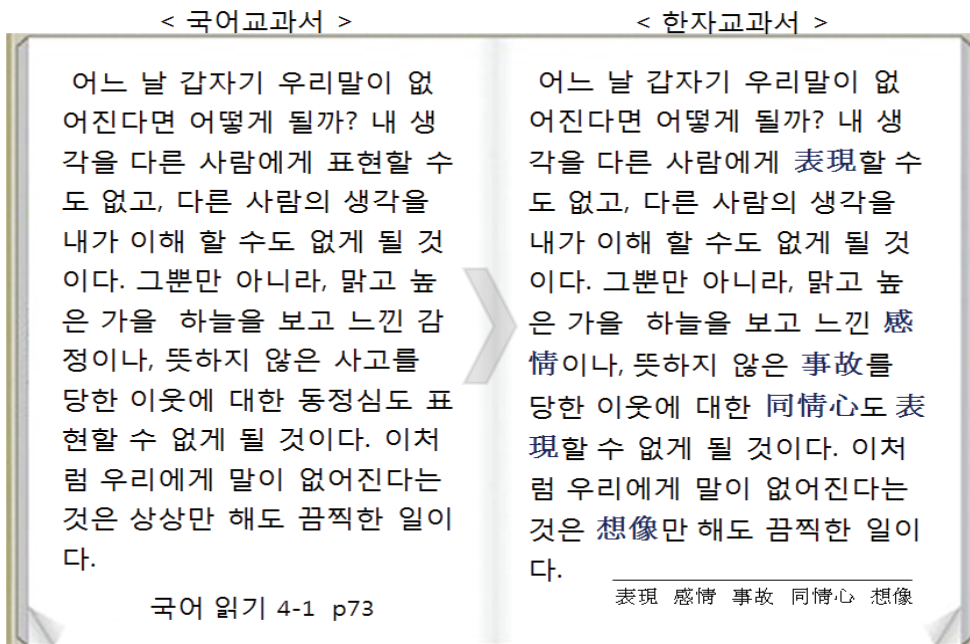 < 국어교과서 >
어느 날 갑자기 우리말이 없
어진다면 어떻게 될까? 내 생
각을 다른 사람에게 표현할 수
도 없고, 다른 사람의 생각을
내가 이해 할 수도 없게 될 것
이다. 그뿐만 아니라, 맑고 높
은 가을 하늘을 보고 느낀 감
정이나, 뜻하지 않은 사고를
당한 이웃에 대한 동정심도 표
현할 수 없게 될 것이다. 이처
럼 우리에게 말이 없어진다는
것은 상상만 해도 끔찍한 일이
다.
국어 읽기 4-1 p73
< 한자교과서 >
어느 날 갑자기 우리말이 없
어진다면 어떻게 될까? 내 생
각을 다른 사람에게 表現할 수
도 없고, 다른 사람의 생각을
내가 이해 할 수도 없게 될 것
이다. 그뿐만 아니라, 맑고 높
은 가을 하늘을 보고 느낀 感
情이나, 뜻하지 않은 事故를
당한 이웃에 대한 同情心도 表
現할 수 없게 될 것이다. 이처
럼 우리에게 말이 없어진다는
것은 想像만 해도 끔찍한 일이
다.
表現 感情 事故 同情心 想像